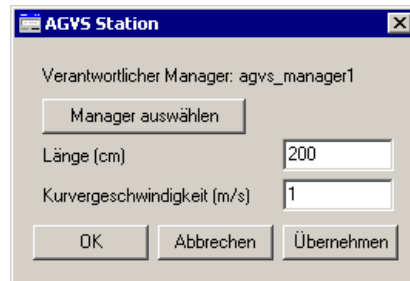 AGVS Station
Verantwortlicher Manager: agvs_manager1
Manager auswählen
Länge (cm) 200
Kurvergeschwindigkeit (m/s) 1
OK Abbrechen Übernehmen